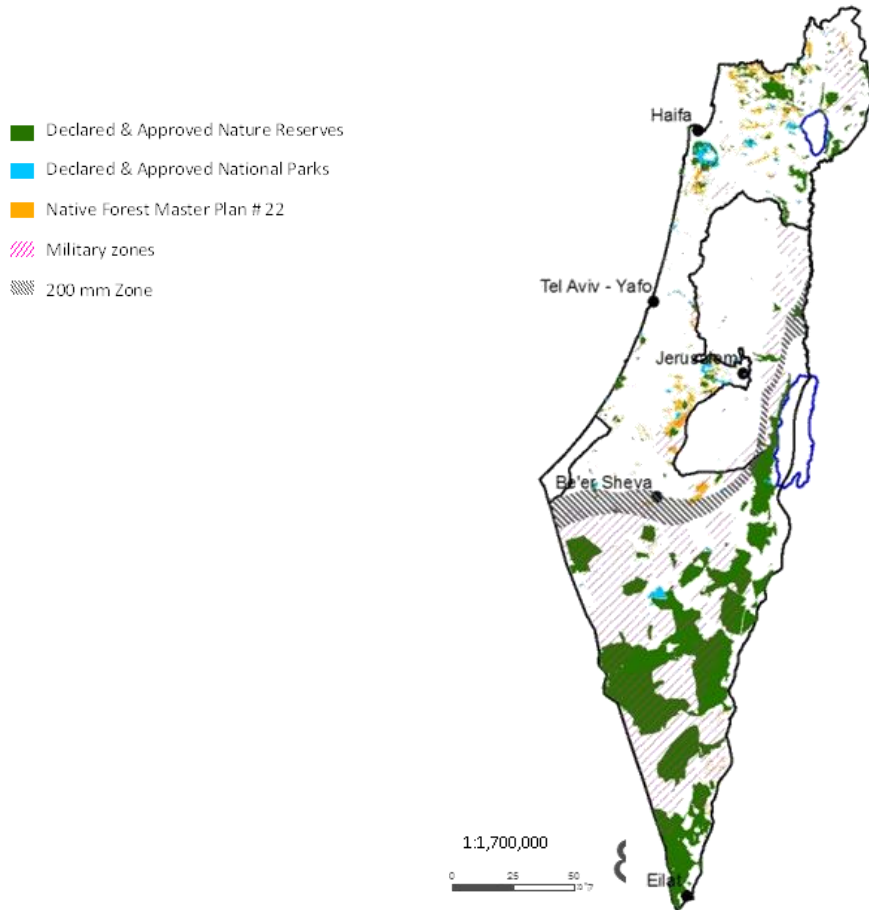 Declared & Approved Nature Reserves
Declared & Approved National Parks
Native Forest Master Plan # 22
Military zones
200 mm Zone
Haifa
Tel Aviv - Yafo
Jerusalem
Be'er Sheva
Eilat
1:1,700,000
0 25 50
ק"מ